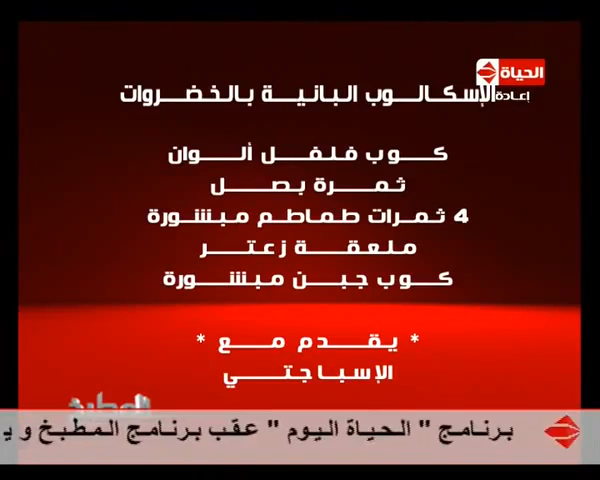 الحياة
إعادة
الإسكالوب البانية بالخضروات
كوب فلفل ألوان
ثمرة بصل
4 ثمرات طماطم مبشورة
ملعقة زعتر
كوب جبن مبشورة
* يقدم مع *
الإسباجتي
المطبخ
برنامج " الحياة اليوم " عقب برنامج المطبخ و ي